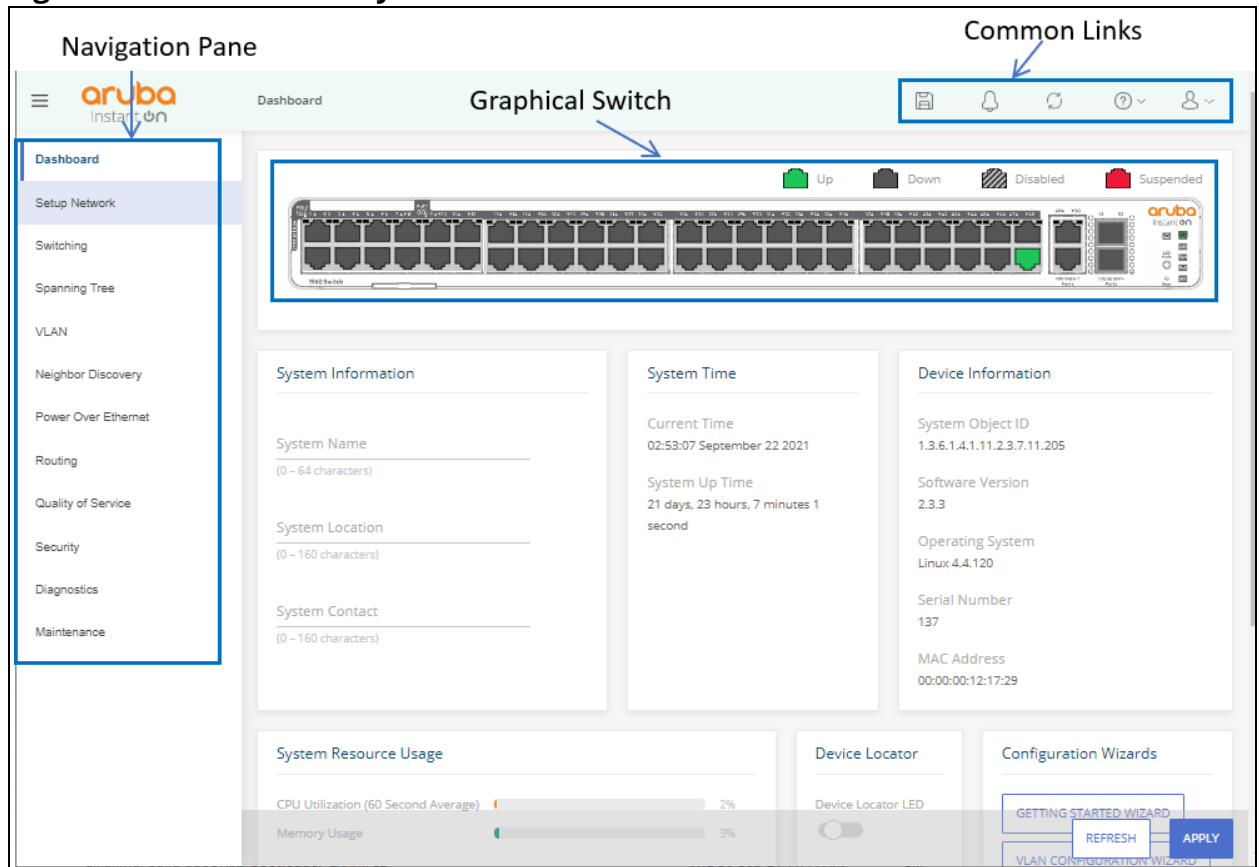 Navigation Pane
Common Links
aruba
Instant On
Dashboard
Graphical Switch
Dashboard
Setup Network
Switching
Spanning Tree
VLAN
Neighbor Discovery
Power Over Ethernet
Routing
Quality of Service
Security
Diagnostics
Maintenance
Up
Down
Disabled
Suspended
aruba
Instant On
1960 Switch
System Information
System Name
(0 – 64 characters)
System Location
(0 – 160 characters)
System Contact
(0 – 160 characters)
System Time
Current Time
02:53:07 September 22 2021
System Up Time
21 days, 23 hours, 7 minutes 1
second
Device Information
System Object ID
1.3.6.1.4.1.11.2.3.7.11.205
Software Version
2.3.3
Operating System
Linux 4.4.120
Serial Number
137
MAC Address
00:00:00:12:17:29
System Resource Usage
CPU Utilization (60 Second Average)
2%
Memory Usage
3%
Device Locator
Device Locator LED
Configuration Wizards
GETTING STARTED WIZARD
REFRESH
APPLY
VLAN CONFIGURATION WIZARD